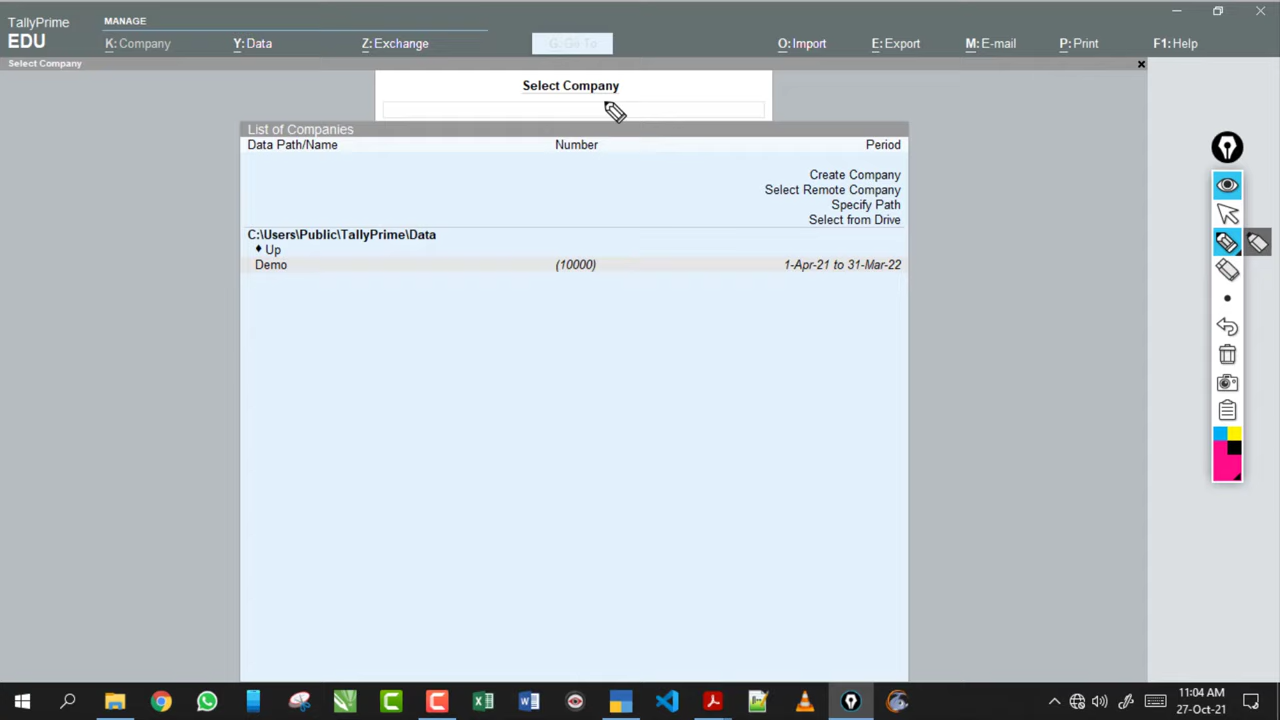 TallyPrime
MANAGE
EDU
K: Company
Y: Data
Z: Exchange
G: Go To
O: Import
E: Export
M: E-mail
P: Print
F1: Help
Select Company
×
Select Company
List of Companies
Data Path/Name Number Period
Create Company
Select Remote Company
Specify Path
Select from Drive
C:\Users\Public\TallyPrime\Data
♦ Up
Demo (10000) 1-Apr-21 to 31-Mar-22
11:04 AM
27-Oct-21